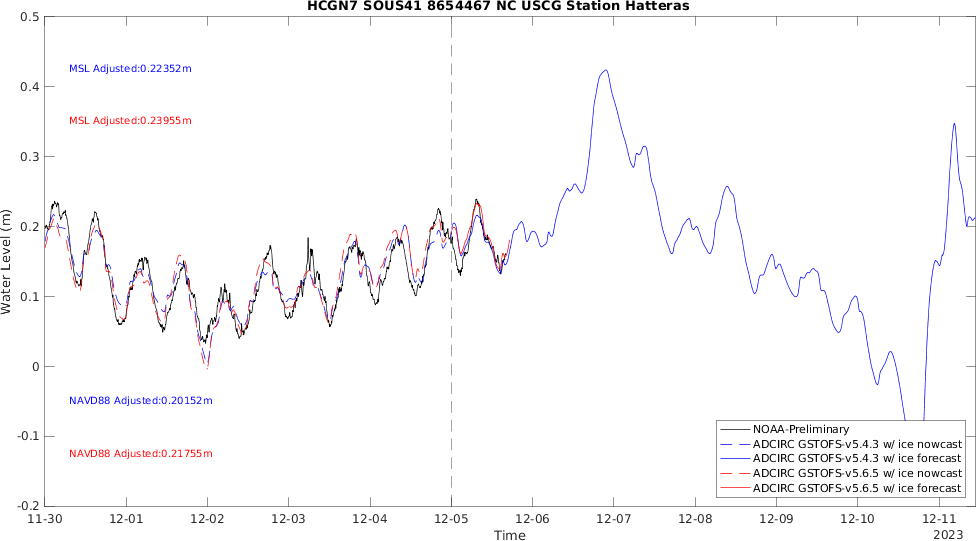 HCGN7 SOUS41 8654467 NC USCG Station Hatteras
0.5
0.4
0.3
0.2
0.1
0
-0.1
-0.2
Water Level (m)
MSL Adjusted:0.22352m
MSL Adjusted:0.23955m
NAVD88 Adjusted:0.20152m
NAVD88 Adjusted:0.21755m
NOAA-Preliminary
ADCIRC GSTOFS-v5.4.3 w/ ice nowcast
ADCIRC GSTOFS-v5.4.3 w/ ice forecast
ADCIRC GSTOFS-v5.6.5 w/ ice nowcast
ADCIRC GSTOFS-v5.6.5 w/ ice forecast
11-30 12-01 12-02 12-03 12-04 12-05 12-06 12-07 12-08 12-09 12-10 12-11
2023
Time